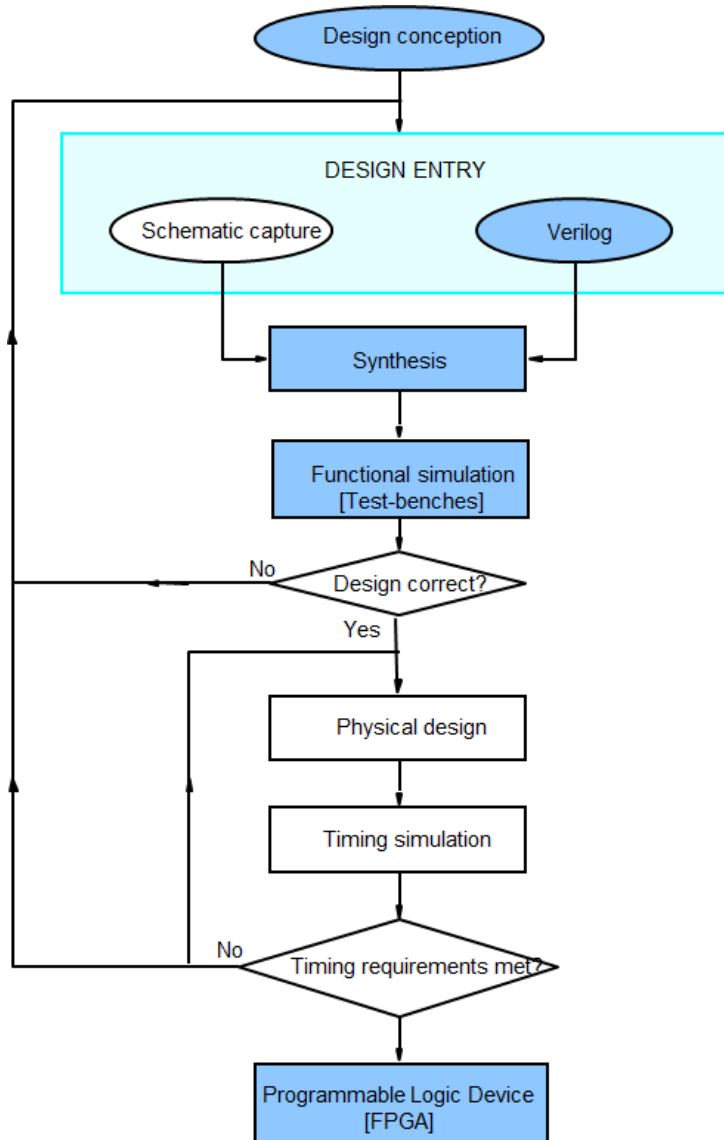 Design conception
DESIGN ENTRY
Schematic capture
Verilog
Synthesis
Functional simulation
[Test-benches]
No
Design correct?
Yes
Physical design
Timing simulation
No
Timing requirements met?
Programmable Logic Device
[FPGA]